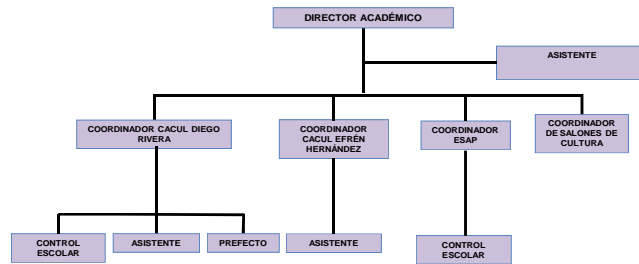 DIRECTOR ACADÉMICO
ASISTENTE
COORDINADOR CACUL DIEGO
RIVERA
COORDINADOR
CACUL EFRÉN
HERNÁNDEZ
COORDINADOR
ESAP
COORDINADOR
DE SALONES DE
CULTURA
CONTROL
ESCOLAR
ASISTENTE
PREFECTO
ASISTENTE
CONTROL
ESCOLAR